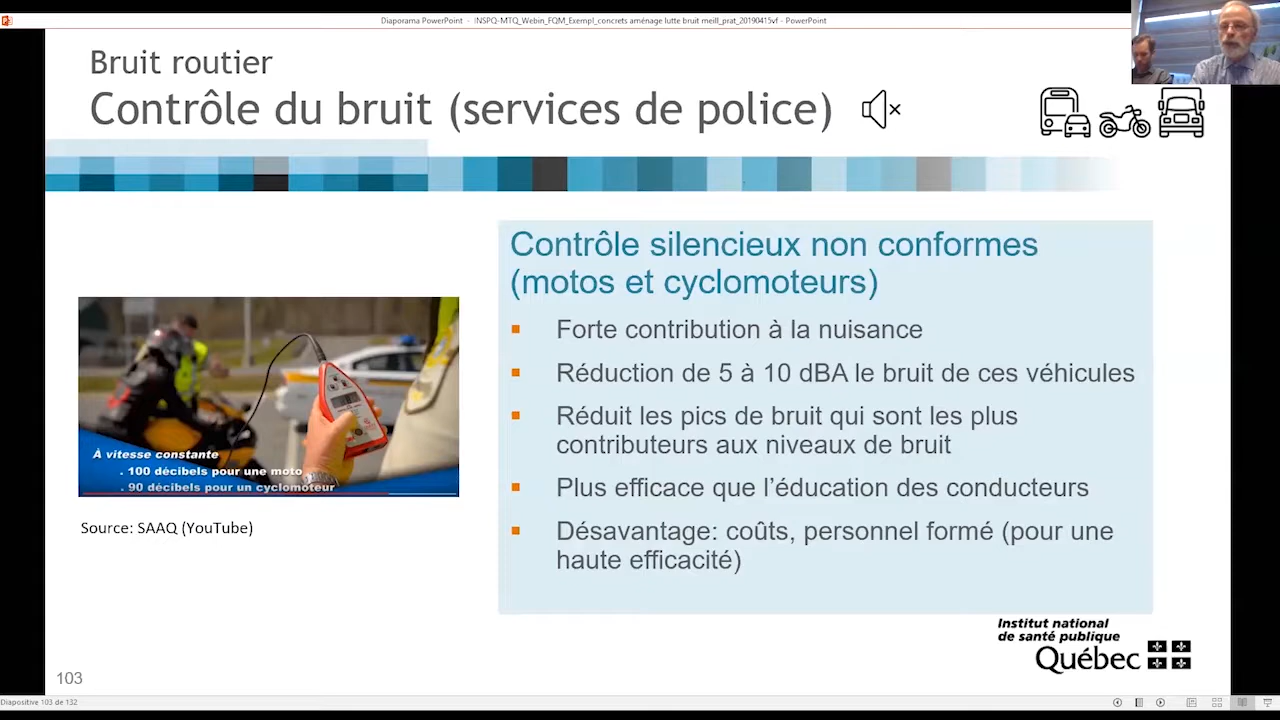 Diaporama PowerPoint - INSPQ-MTQ_Webin_FQM_Exempl_concrets aménage lutte bruit meill_prat_20190415vf - PowerPoint
Bruit routier
Contrôle du bruit (services de police)
Contrôle silencieux non conformes
(motos et cyclomoteurs)
Forte contribution à la nuisance
Réduction de 5 à 10 dBA le bruit de ces véhicules
Réduit les pics de bruit qui sont les plus
contributeurs aux niveaux de bruit
Plus efficace que l'éducation des conducteurs
Désavantage: coûts, personnel formé (pour une
haute efficacité)
À vitesse constante
. 100 décibels pour une moto
. 90 décibels pour un cyclomoteur
Source: SAAQ (YouTube)
Institut national
de santé publique
Québec
103
Diapositive 103 de 132